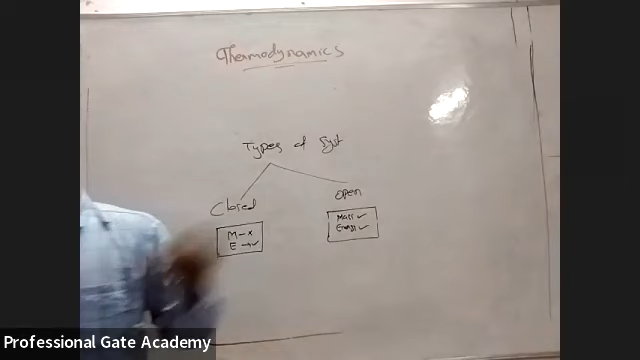 Thermodynamics
Types of Syst
Closed
Open
M - x
E → ✓
Mass ✓
Energy ✓
Professional Gate Academy